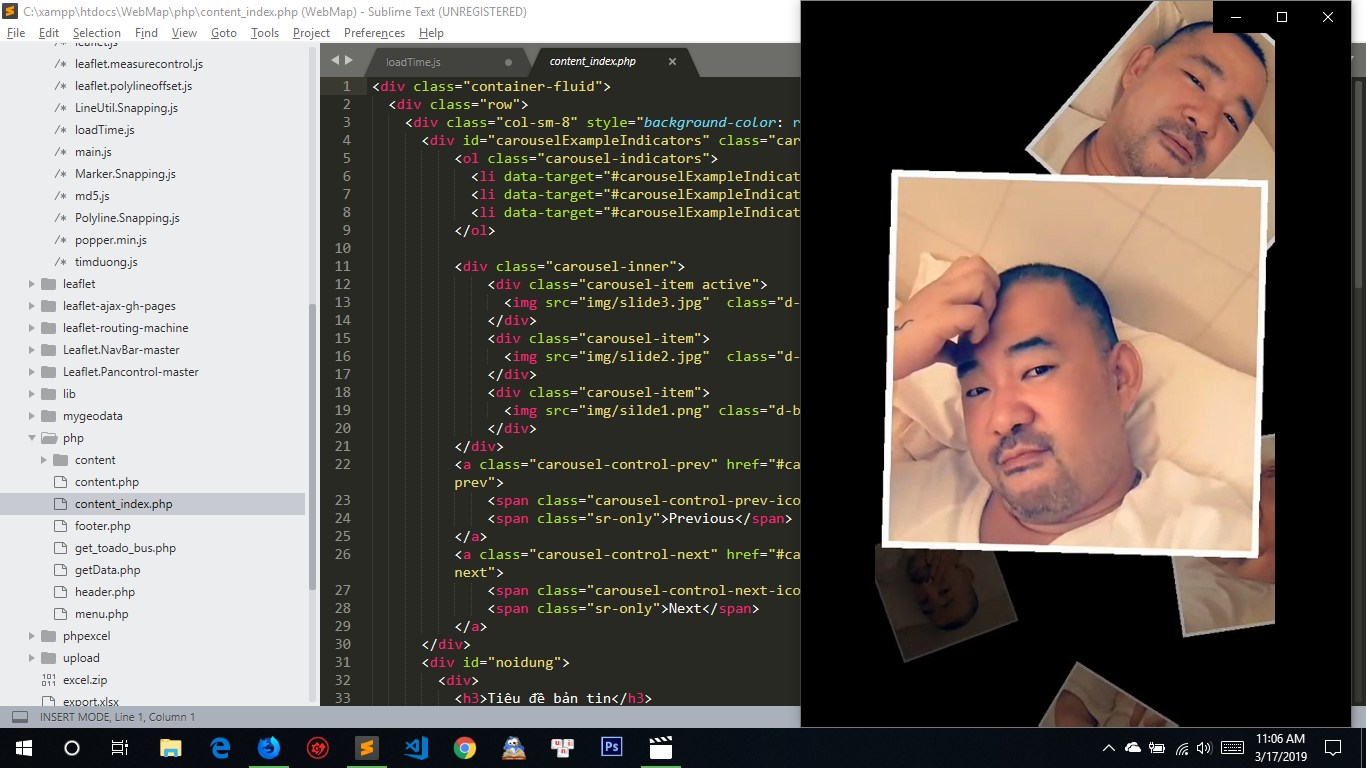 C:\xampp\htdocs\WebMap\php\content_index.php (WebMap) - Sublime Text (UNREGISTERED)
File Edit Selection Find View Goto Tools Project Preferences Help
leaflet.js
/* leaflet.measurecontrol.js
/* leaflet.polylineoffset.js
/* LineUtil.Snapping.js
/* loadTime.js
/* main.js
/* Marker.Snapping.js
/* md5.js
/* Polyline.Snapping.js
/* popper.min.js
/* timduong.js
leaflet
leaflet-ajax-gh-pages
leaflet-routing-machine
Leaflet.NavBar-master
Leaflet.Pancontrol-master
lib
mygeodata
php
content
content.php
content_index.php
footer.php
get_toado_bus.php
getData.php
header.php
menu.php
phpexcel
upload
excel.zip
export.xlsx
loadTime.js
content_index.php
1 <div class="container-fluid">
2 <div class="row">
3 <div class="col-sm-8" style="background-color: r
4 <div id="carouselExampleIndicators" class="car
5 <ol class="carousel-indicators">
6 <li data-target="#carouselExampleIndicat
7 <li data-target="#carouselExampleIndicat
8 <li data-target="#carouselExampleIndicat
9 </ol>
10
11 <div class="carousel-inner">
12 <div class="carousel-item active">
13 <img src="img/slide3.jpg" class="d-
14 </div>
15 <div class="carousel-item">
16 <img src="img/slide2.jpg" class="d-
17 </div>
18 <div class="carousel-item">
19 <img src="img/silde1.png" class="d-b
20 </div>
21 </div>
22 <a class="carousel-control-prev" href="#ca
prev">
23 <span class="carousel-control-prev-ico
24 <span class="sr-only">Previous</span>
25 </a>
26 <a class="carousel-control-next" href="#ca
next">
27 <span class="carousel-control-next-ico
28 <span class="sr-only">Next</span>
29 </a>
30 </div>
31 <div id="noidung">
32 <div>
33 <h3>Tiêu đề bản tin</h3>
INSERT MODE, Line 1, Column 1
Ps
11:06 AM
3/17/2019